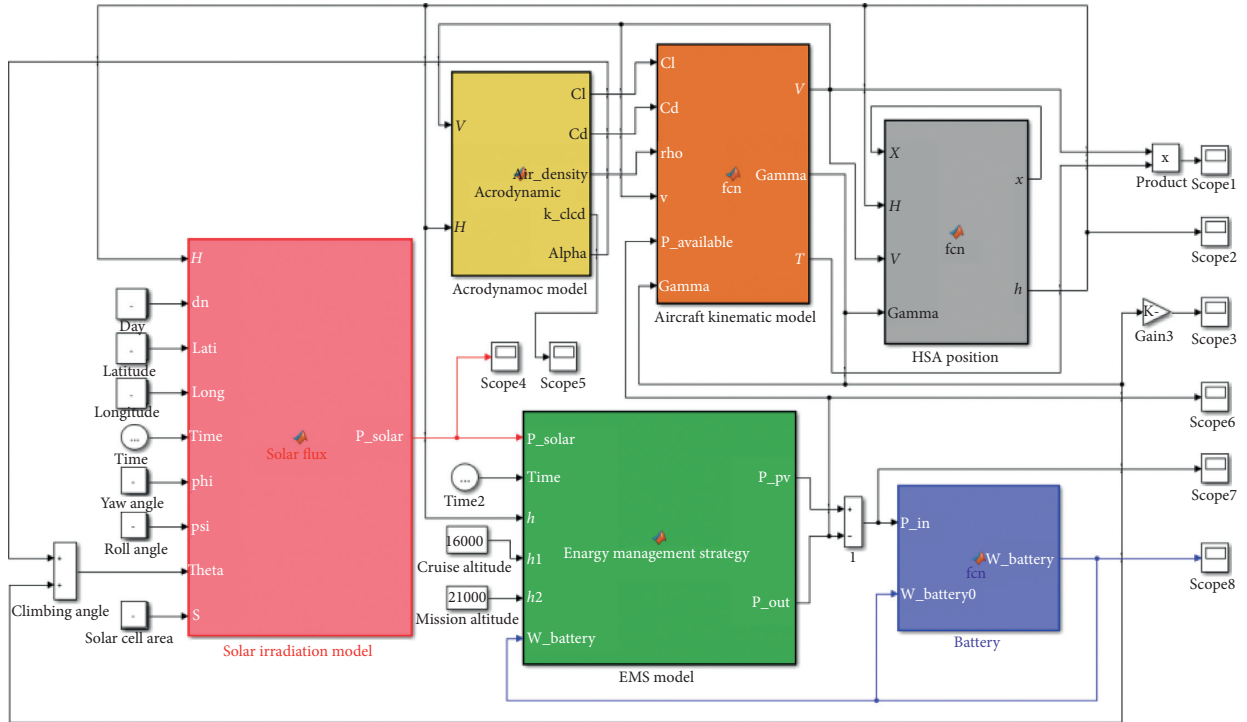 H
dn
Lati
Long
Time
phi
psi
Theta
S
Solar flux
P_solar
Solar irradiation model
-
Day
-
Latitude
-
Longitude
...
Time
-
Yaw angle
-
Roll angle
+
+
Climbing angle
-
Solar cell area
V
H
Acrodynamic
Cl
Cd
Air_density
k_clcd
Alpha
Acrodynamoc model
Cl
Cd
rho
v
P_available
Gamma
fcn
V
Gamma
T
Aircraft kinematic model
X
H
V
Gamma
fcn
x
h
HSA position
x
Product
Scope1
Scope2
K-
Gain3
Scope3
Scope4
Scope5
Scope6
Scope7
Scope8
...
Time2
16000
Cruise altitude
21000
Mission altitude
P_solar
Time
h
h1
h2
W_battery
Enargy management strategy
P_pv
P_out
EMS model
+
-
1
P_in
W_battery0
fcn
W_battery
Battery